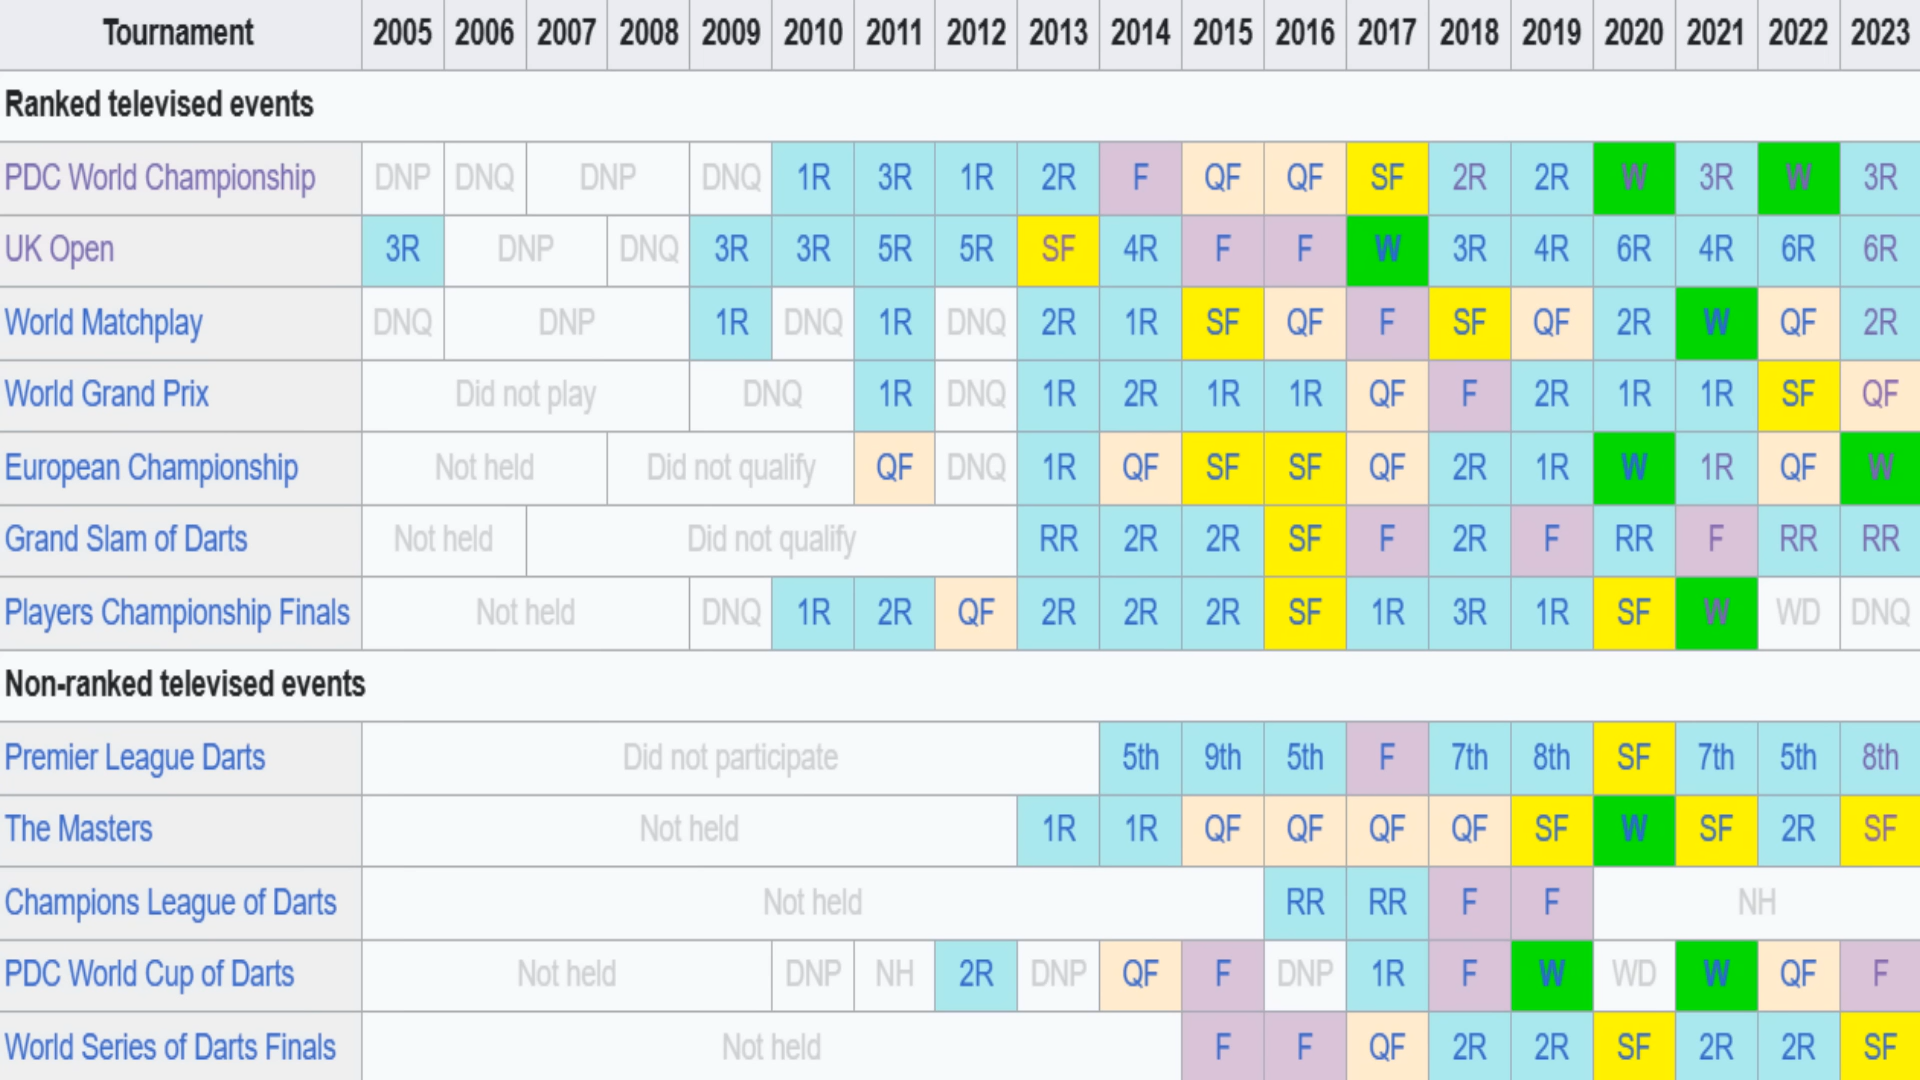 Tournament 2005 2006 2007 2008 2009 2010 2011 2012 2013 2014 2015 2016 2017 2018 2019 2020 2021 2022 2023
Ranked televised events
PDC World Championship DNP DNQ DNP DNQ 1R 3R 1R 2R F QF QF SF 2R 2R W 3R W 3R
UK Open 3R DNP DNQ 3R 3R 5R 5R SF 4R F F W 3R 4R 6R 4R 6R 6R
World Matchplay DNQ DNP 1R DNQ 1R DNQ 2R 1R SF QF F SF QF 2R W QF 2R
World Grand Prix Did not play DNQ 1R DNQ 1R 2R 1R 1R QF F 2R 1R 1R SF QF
European Championship Not held Did not qualify QF DNQ 1R QF SF SF QF 2R 1R W 1R QF W
Grand Slam of Darts Not held Did not qualify RR 2R 2R SF F 2R F RR F RR RR
Players Championship Finals Not held DNQ 1R 2R QF 2R 2R 2R SF 1R 3R 1R SF W WD DNQ
Non-ranked televised events
Premier League Darts Did not participate 5th 9th 5th F 7th 8th SF 7th 5th 8th
The Masters Not held 1R 1R QF QF QF QF SF W SF 2R SF
Champions League of Darts Not held RR RR F F NH
PDC World Cup of Darts Not held DNP NH 2R DNP QF F DNP 1R F W WD W QF F
World Series of Darts Finals Not held F F QF 2R 2R SF 2R 2R SF